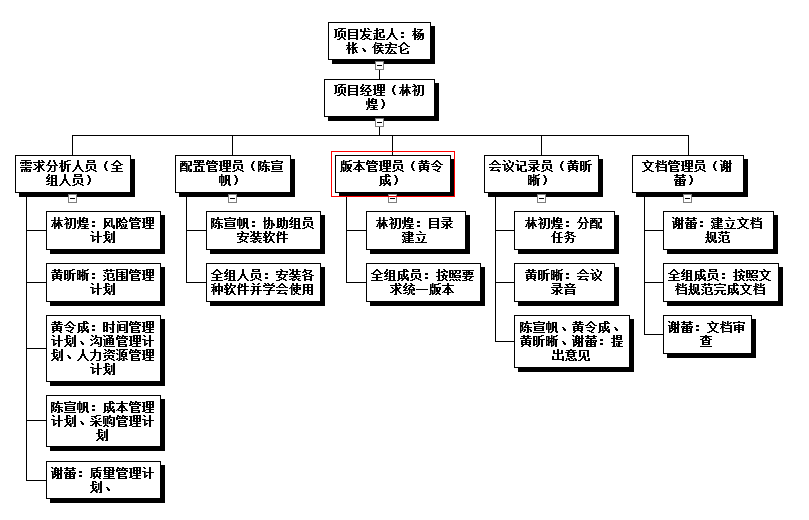 项目发起人：杨
枨、侯宏仑
项目经理（林初
煌）
需求分析人员（全
组人员）
配置管理员（陈宣
帆）
版本管理员（黄令
成）
会议记录员（黄昕
晰）
文档管理员（谢
蕾）
林初煌：风险管理
计划
黄昕晰：范围管理
计划
黄令成：时间管理
计划、沟通管理计
划、人力资源管理
计划
陈宣帆：成本管理
计划、采购管理计
划
谢蕾：质量管理计
划、
陈宣帆：协助组员
安装软件
全组人员：安装各
种软件并学会使用
林初煌：目录
建立
全组成员：按照要
求统一版本
林初煌：分配
任务
黄昕晰：会议
录音
陈宣帆、黄令成、
黄昕晰、谢蕾：提
出意见
谢蕾：建立文档
规范
全组成员：按照文
档规范完成文档
谢蕾：文档审
查